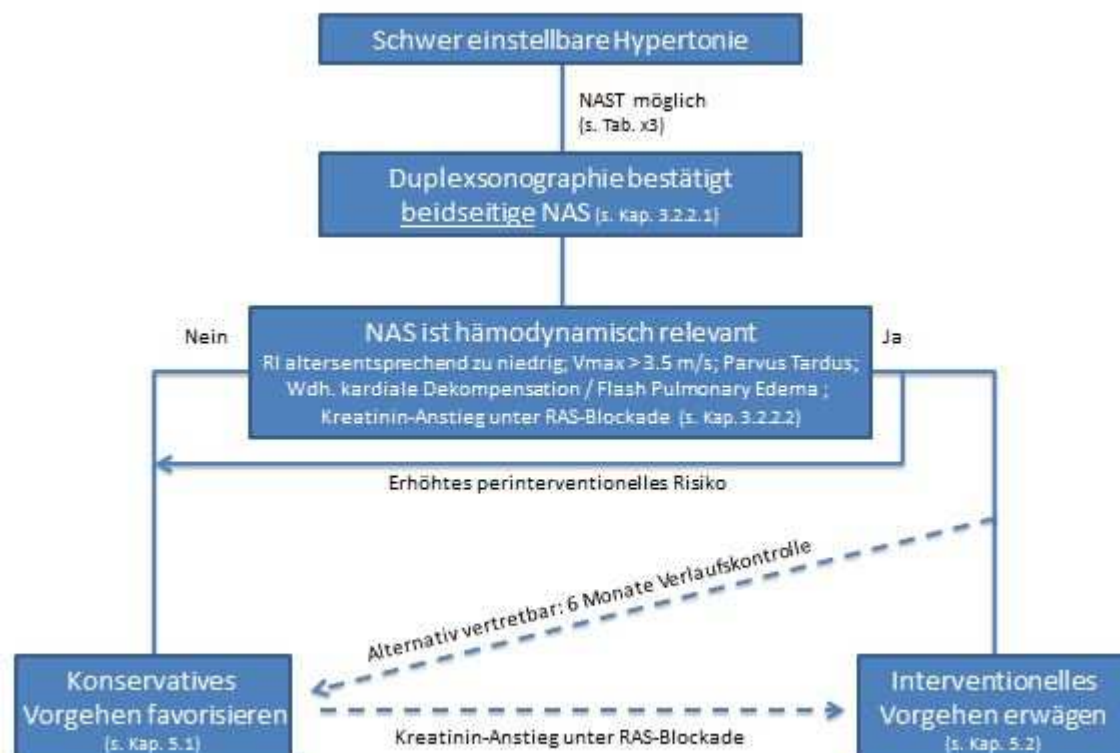 Schwer einstellbare Hypertonie
NAST möglich
(s. Tab. x3)
Duplexsonographie bestätigt
beidseitige NAS (s. Kap. 3.2.2.1)
Nein
NAS ist hämodynamisch relevant
Ja
RI altersentsprechend zu niedrig; Vmax > 3.5 m/s; Parvus Tardus;
Wdh. kardiale Dekompensation / Flash Pulmonary Edema ;
Kreatinin-Anstieg unter RAS-Blockade (s. Kap. 3.2.2.2)
Erhöhtes perinterventionelles Risiko
Alternativ vertretbar: 6 Monate Verlaufskontrolle
Konservatives
Vorgehen favorisieren
(s. Kap. 5.1)
Kreatinin-Anstieg unter RAS-Blockade
Interventionelles
Vorgehen erwägen
(s. Kap. 5.2)